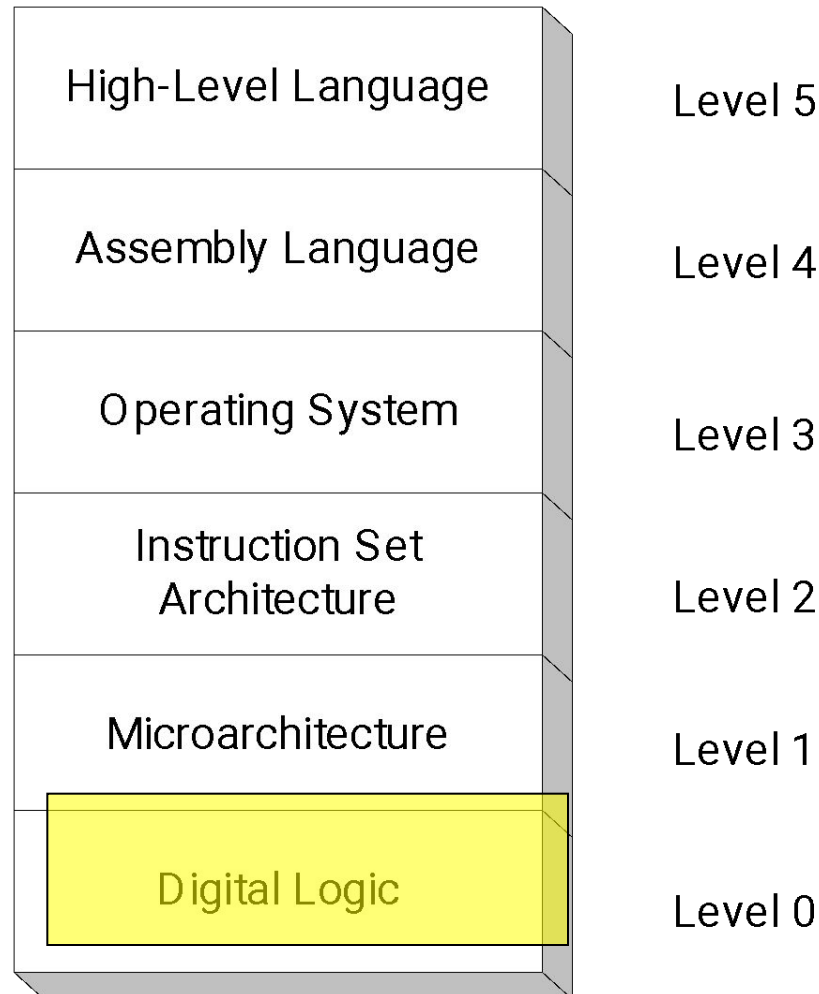 High-Level Language
Level 5
Assembly Language
Level 4
Operating System
Level 3
Instruction Set
Architecture
Level 2
Microarchitecture
Level 1
Digital Logic
Level 0